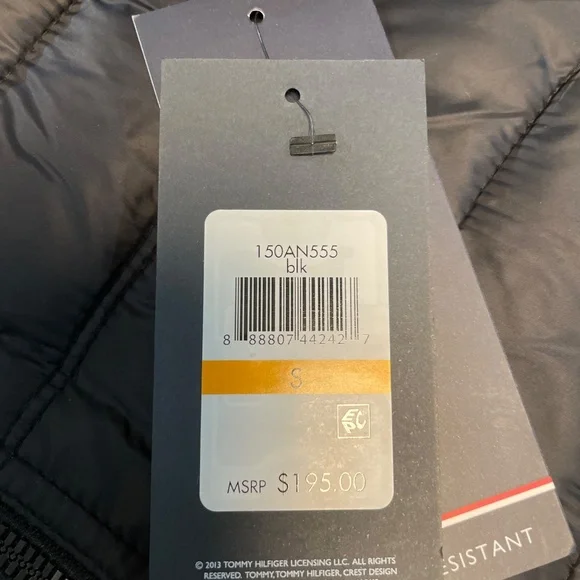 150AN555
blk
8 88807 44242 7
S
EPC
MSRP $195.00
ESISTANT
© 2013 TOMMY HILFIGER LICENSING LLC. ALL RIGHTS
RESERVED. TOMMY, TOMMY HILFIGER, CREST DESIGN